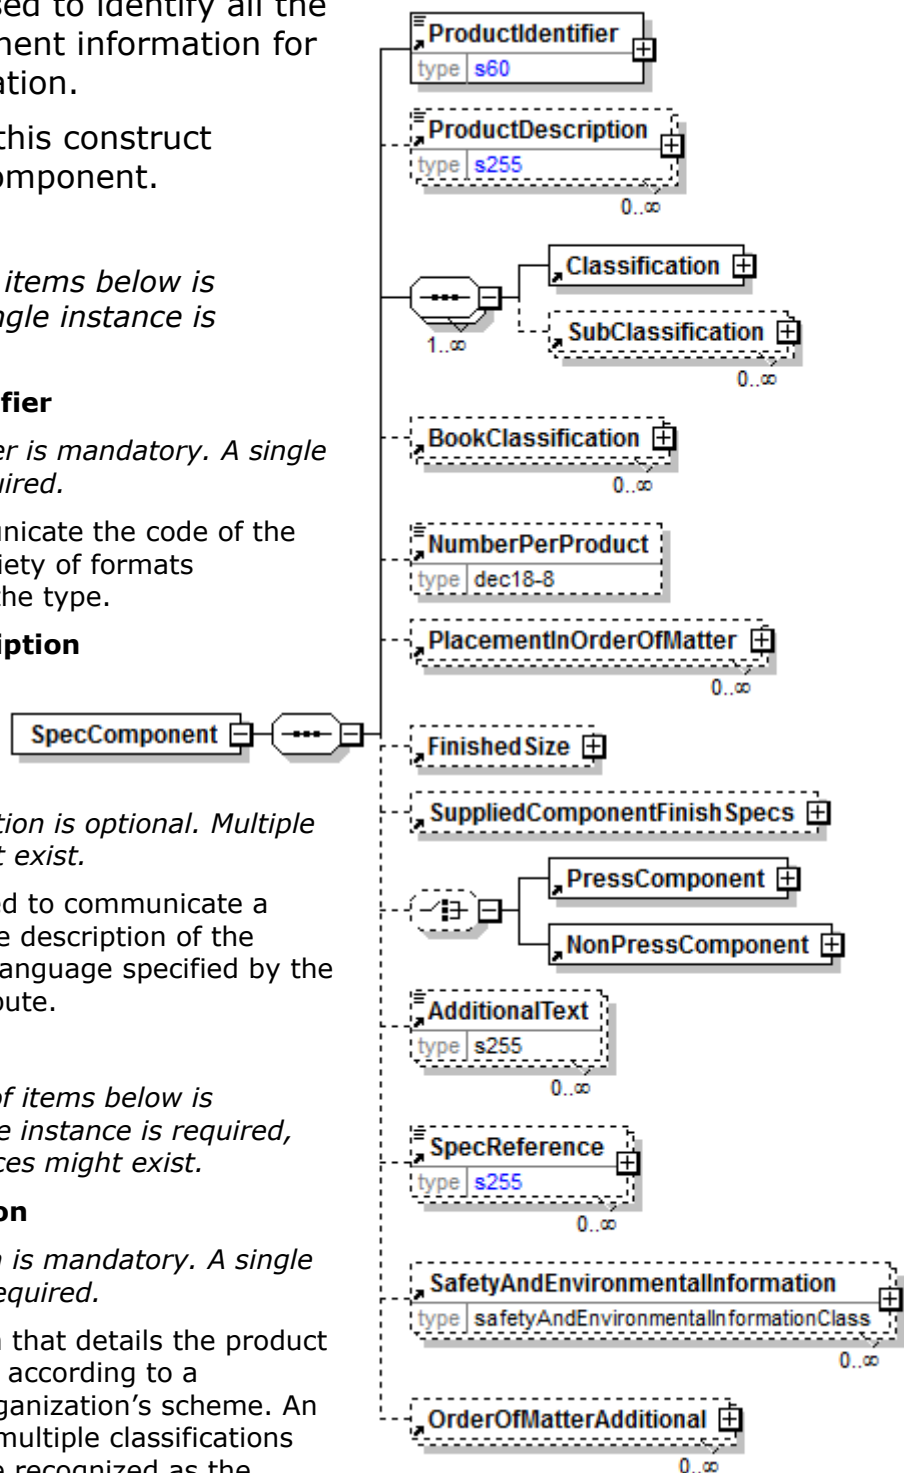 sed to identify all the
nent information for
ation.
this construct
omponent.
items below is
ngle instance is
fier
er is mandatory. A single
uired.
unicate the code of the
riety of formats
the type.
iption
tion is optional. Multiple
t exist.
ed to communicate a
e description of the
language specified by the
oute.
of items below is
e instance is required,
ces might exist.
on
n is mandatory. A single
equired.
n that details the product
according to a
ganization's scheme. An
multiple classifications
e recognized as the
SpecComponent
ProductIdentifier
type s60
ProductDescription
type s255
0..∞
1..∞
Classification
SubClassification
0..∞
BookClassification
0..∞
NumberPerProduct
type dec18-8
PlacementInOrderOfMatter
0..∞
FinishedSize
SuppliedComponentFinishSpecs
PressComponent
NonPressComponent
AdditionalText
type s255
0..∞
SpecReference
type s255
0..∞
SafetyAndEnvironmentalInformation
type safetyAndEnvironmentalInformationClass
0..∞
OrderOfMatterAdditional
0..∞